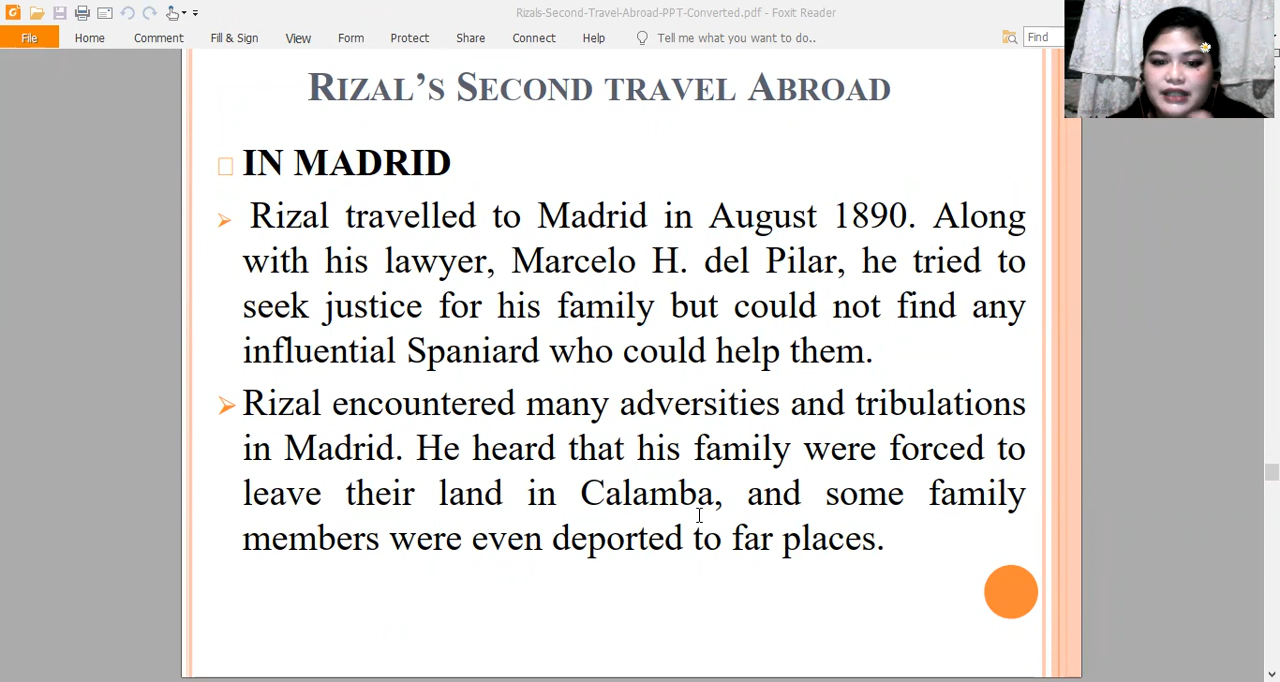 Rizals-Second-Travel-Abroad-PPT-Converted.pdf - Foxit Reader
File Home Comment Fill & Sign View Form Protect Share Connect Help Tell me what you want to do.. Find
RIZAL'S SECOND TRAVEL ABROAD
IN MADRID
Rizal travelled to Madrid in August 1890. Along
with his lawyer, Marcelo H. del Pilar, he tried to
seek justice for his family but could not find any
influential Spaniard who could help them.
Rizal encountered many adversities and tribulations
in Madrid. He heard that his family were forced to
leave their land in Calamba, and some family
members were even deported to far places.